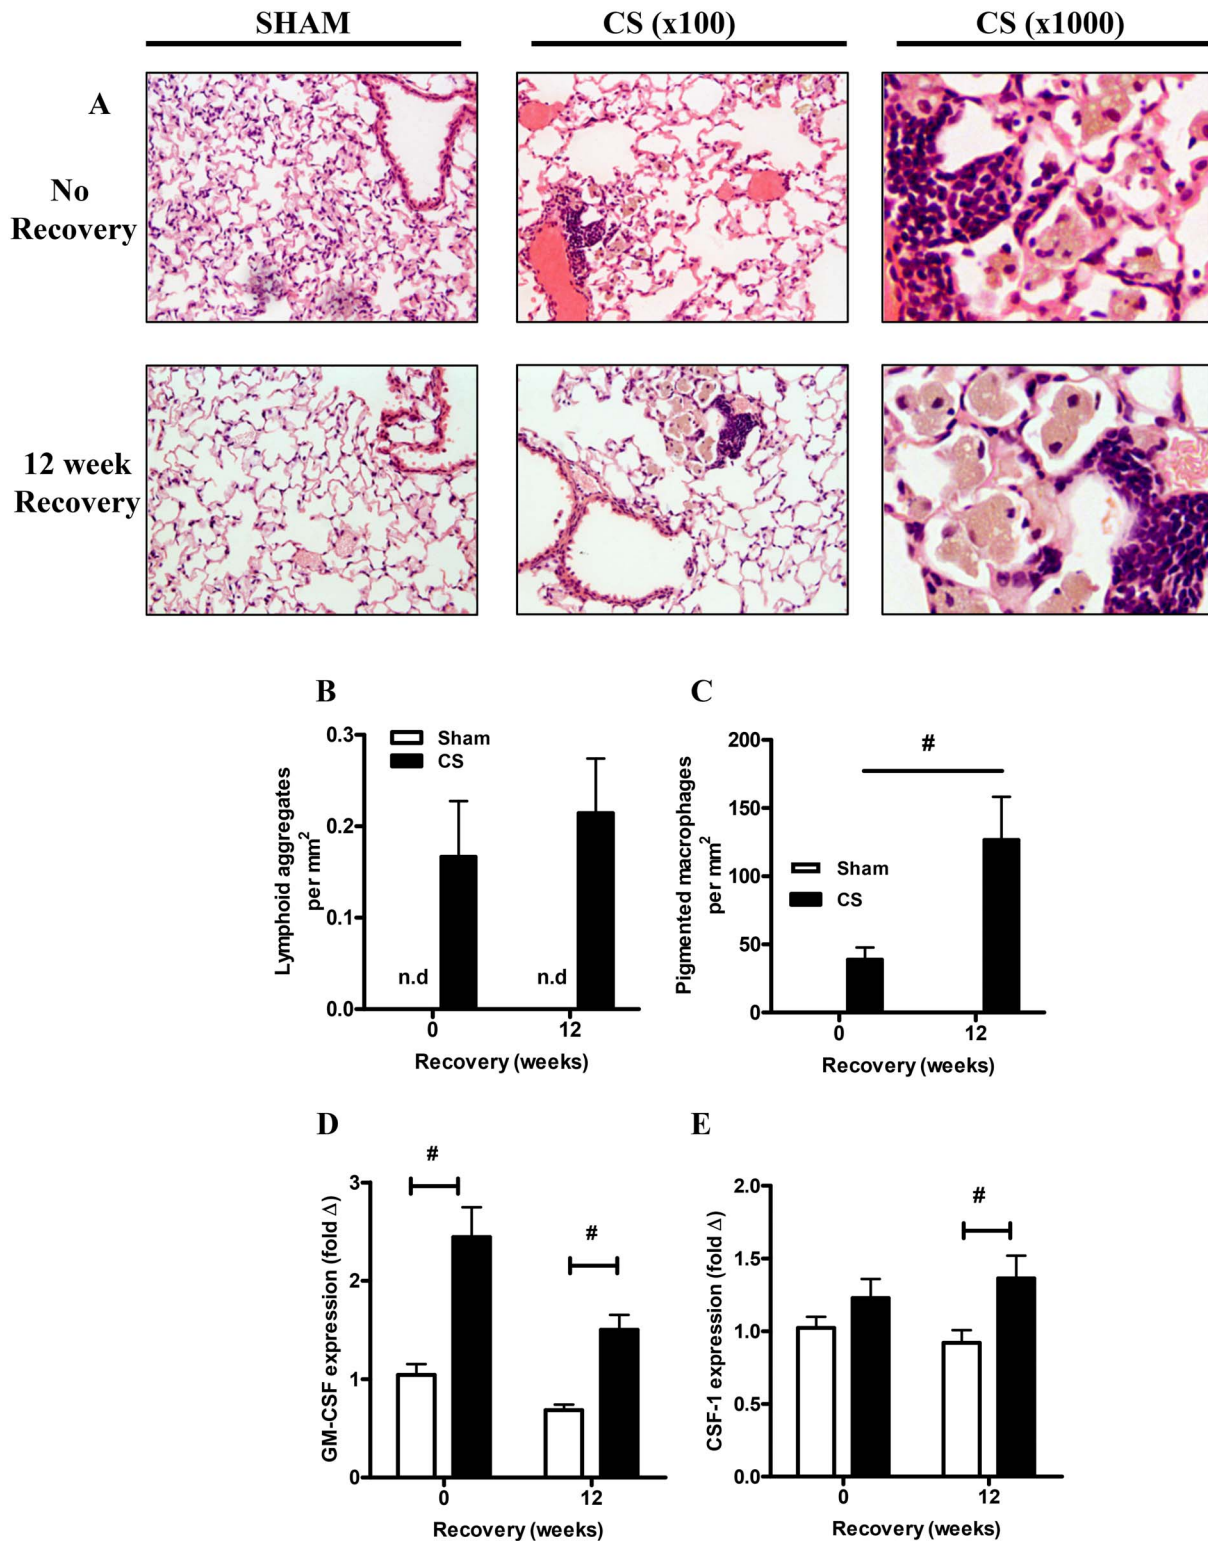 SHAM CS (x100) CS (x1000)
A
No
Recovery
12 week
Recovery
B
0.3
0.2
0.1
0.0
Lymphoid aggregates
per mm²
Sham
CS
n.d n.d
0 12
Recovery (weeks)
C
200
150
100
50
0
Pigmented macrophages
per mm²
#
Sham
CS
0 12
Recovery (weeks)
D
3
2
1
0
GM-CSF expression (fold Δ)
#
#
0 12
Recovery (weeks)
E
2.0
1.5
1.0
0.5
0.0
CSF-1 expression (fold Δ)
#
0 12
Recovery (weeks)